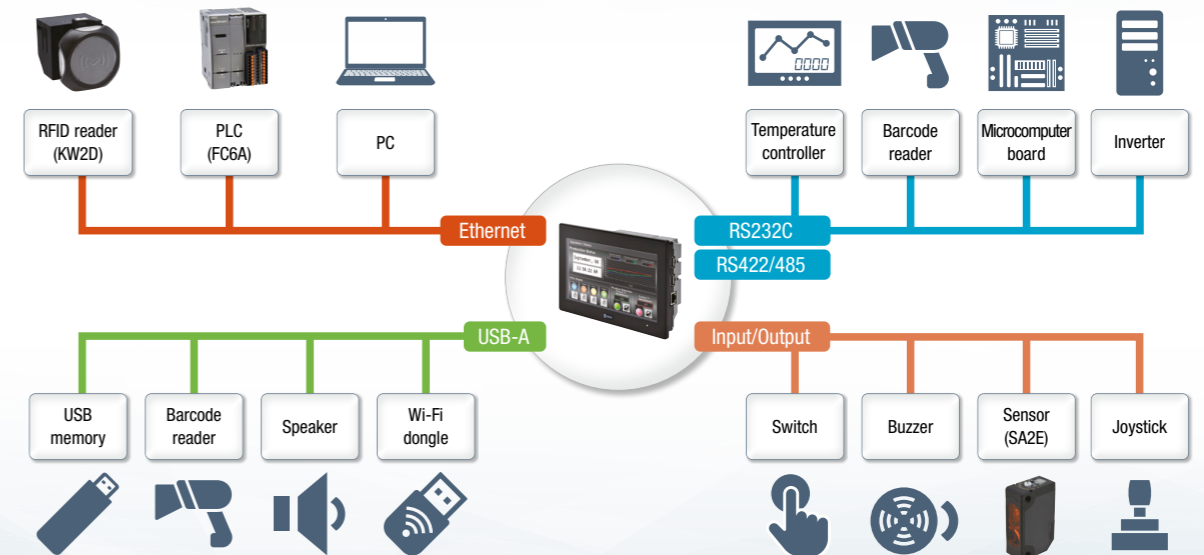 0000
RFID reader
(KW2D)
PLC
(FC6A)
PC
Temperature
controller
Barcode
reader
Microcomputer
board
Inverter
Ethernet
RS232C
RS422/485
USB-A
Input/Output
USB
memory
Barcode
reader
Speaker
Wi-Fi
dongle
Switch
Buzzer
Sensor
(SA2E)
Joystick